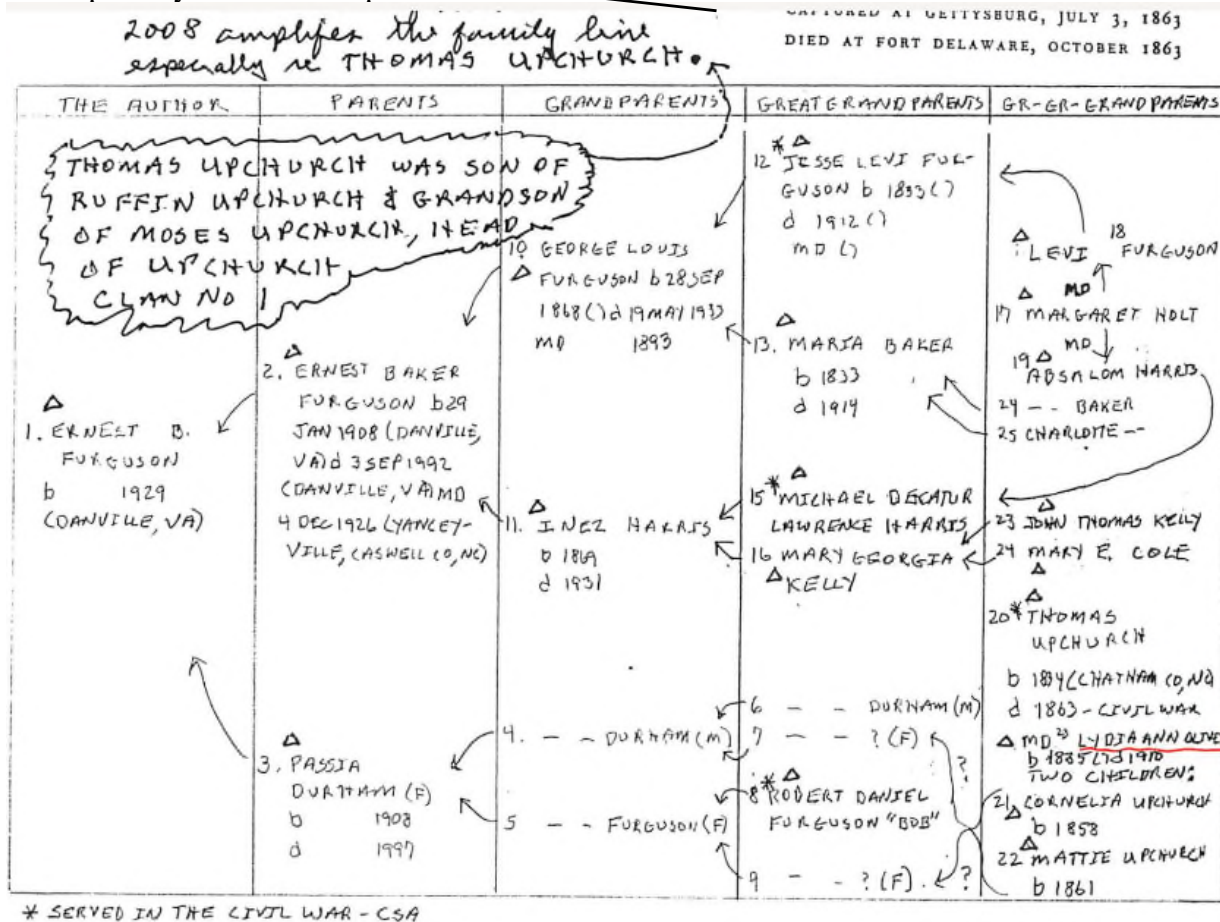 2008 amplifies the family line
especially re THOMAS UPCHURCH.
CAPTURED AT GETTYSBURG, JULY 3, 1863
DIED AT FORT DELAWARE, OCTOBER 1863
THE AUTHOR
PARENTS
GRANDPARENTS
GREAT GRANDPARENTS
GR-GR-GRANDPARENTS
THOMAS UPCHURCH WAS SON OF
RUFFIN UPCHURCH & GRANDSON
OF MOSES UPCHURCH, HEAD
OF UPCHURCH
CLAN NO 1
1. ERNEST B.
FURGUSON
b 1929
(DANVILLE, VA)
2. ERNEST BAKER
FURGUSON b29
JAN 1908 (DANVILLE,
VA)d 3 SEP 1992
(DANVILLE, VA) MD
4 DEC 1926 (YANCEY-
VILLE, CASWELL CO, NC)
3. PASSIA
DURHAM (F)
b 1908
d 1997
10 GEORGE LOUIS
FURGUSON b 28 SEP
1868 () d 19 MAY 1933
MD 1893
11. INEZ HARRIS
b 1869
d 1931
4. - - DURHAM (M)
5 - - FURGUSON (F)
12 * JESSE LEVI FUR-
GUSON b 1833 ()
d 1912 ()
MD ()
13. MARIA BAKER
b 1833
d 1914
15 * MICHAEL DECATUR
LAWRENCE HARRIS
16 MARY GEORGIA
KELLY
6 - - DURHAM (M)
7 - - ? (F)
8 * ROBERT DANIEL
FURGUSON "BOB"
9 - - ? (F).
?
?
18
LEVI FURGUSON
MD
17 MARGARET HOLT
MD
19 ABSALOM HARRIS
24 - - BAKER
25 CHARLOTTE --
23 JOHN THOMAS KELLY
24 MARY E. COLE
20 * THOMAS
UPCHURCH
b 1834 (CHATHAM CO, NC)
d 1863 - CIVIL WAR
MD LYDIA ANN OLIVE
b 1835 (?) d 1910
TWO CHILDREN:
21 CORNELIA UPCHURCH
b 1858
22 MATTIE UPCHURCH
b 1861
* SERVED IN THE CIVIL WAR - CSA